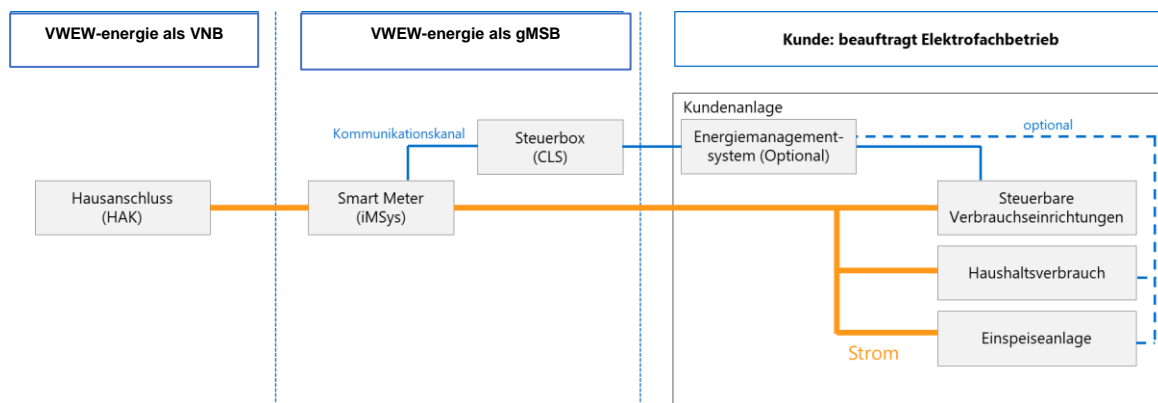 VWEW-energie als VNB
VWEW-energie als gMSB
Kunde: beauftragt Elektrofachbetrieb
Kundenanlage
Kommunikationskanal
Steuerbox
(CLS)
Energiemanagement-
system (Optional)
optional
Hausanschluss
(HAK)
Smart Meter
(iMSys)
Steuerbare
Verbrauchseinrichtungen
Haushaltsverbrauch
Einspeiseanlage
Strom